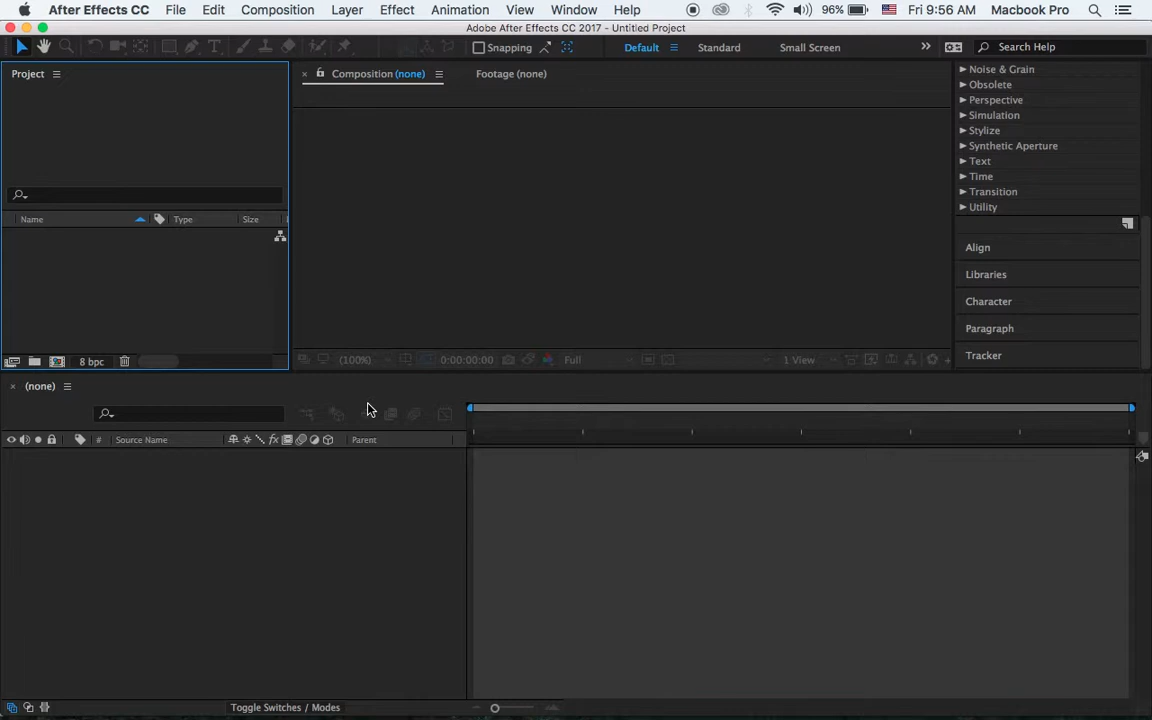 After Effects CC File Edit Composition Layer Effect Animation View Window Help 96% Fri 9:56 AM Macbook Pro
Adobe After Effects CC 2017 - Untitled Project
Snapping Default Standard Small Screen Search Help
Project Composition (none) Footage (none)
Noise & Grain
Obsolete
Perspective
Simulation
Stylize
Synthetic Aperture
Text
Time
Transition
Utility
Name Type Size
Align
Libraries
Character
Paragraph
Tracker
8 bpc (100%) 0:00:00:00 Full 1 View
(none)
# Source Name fx Parent
Toggle Switches / Modes